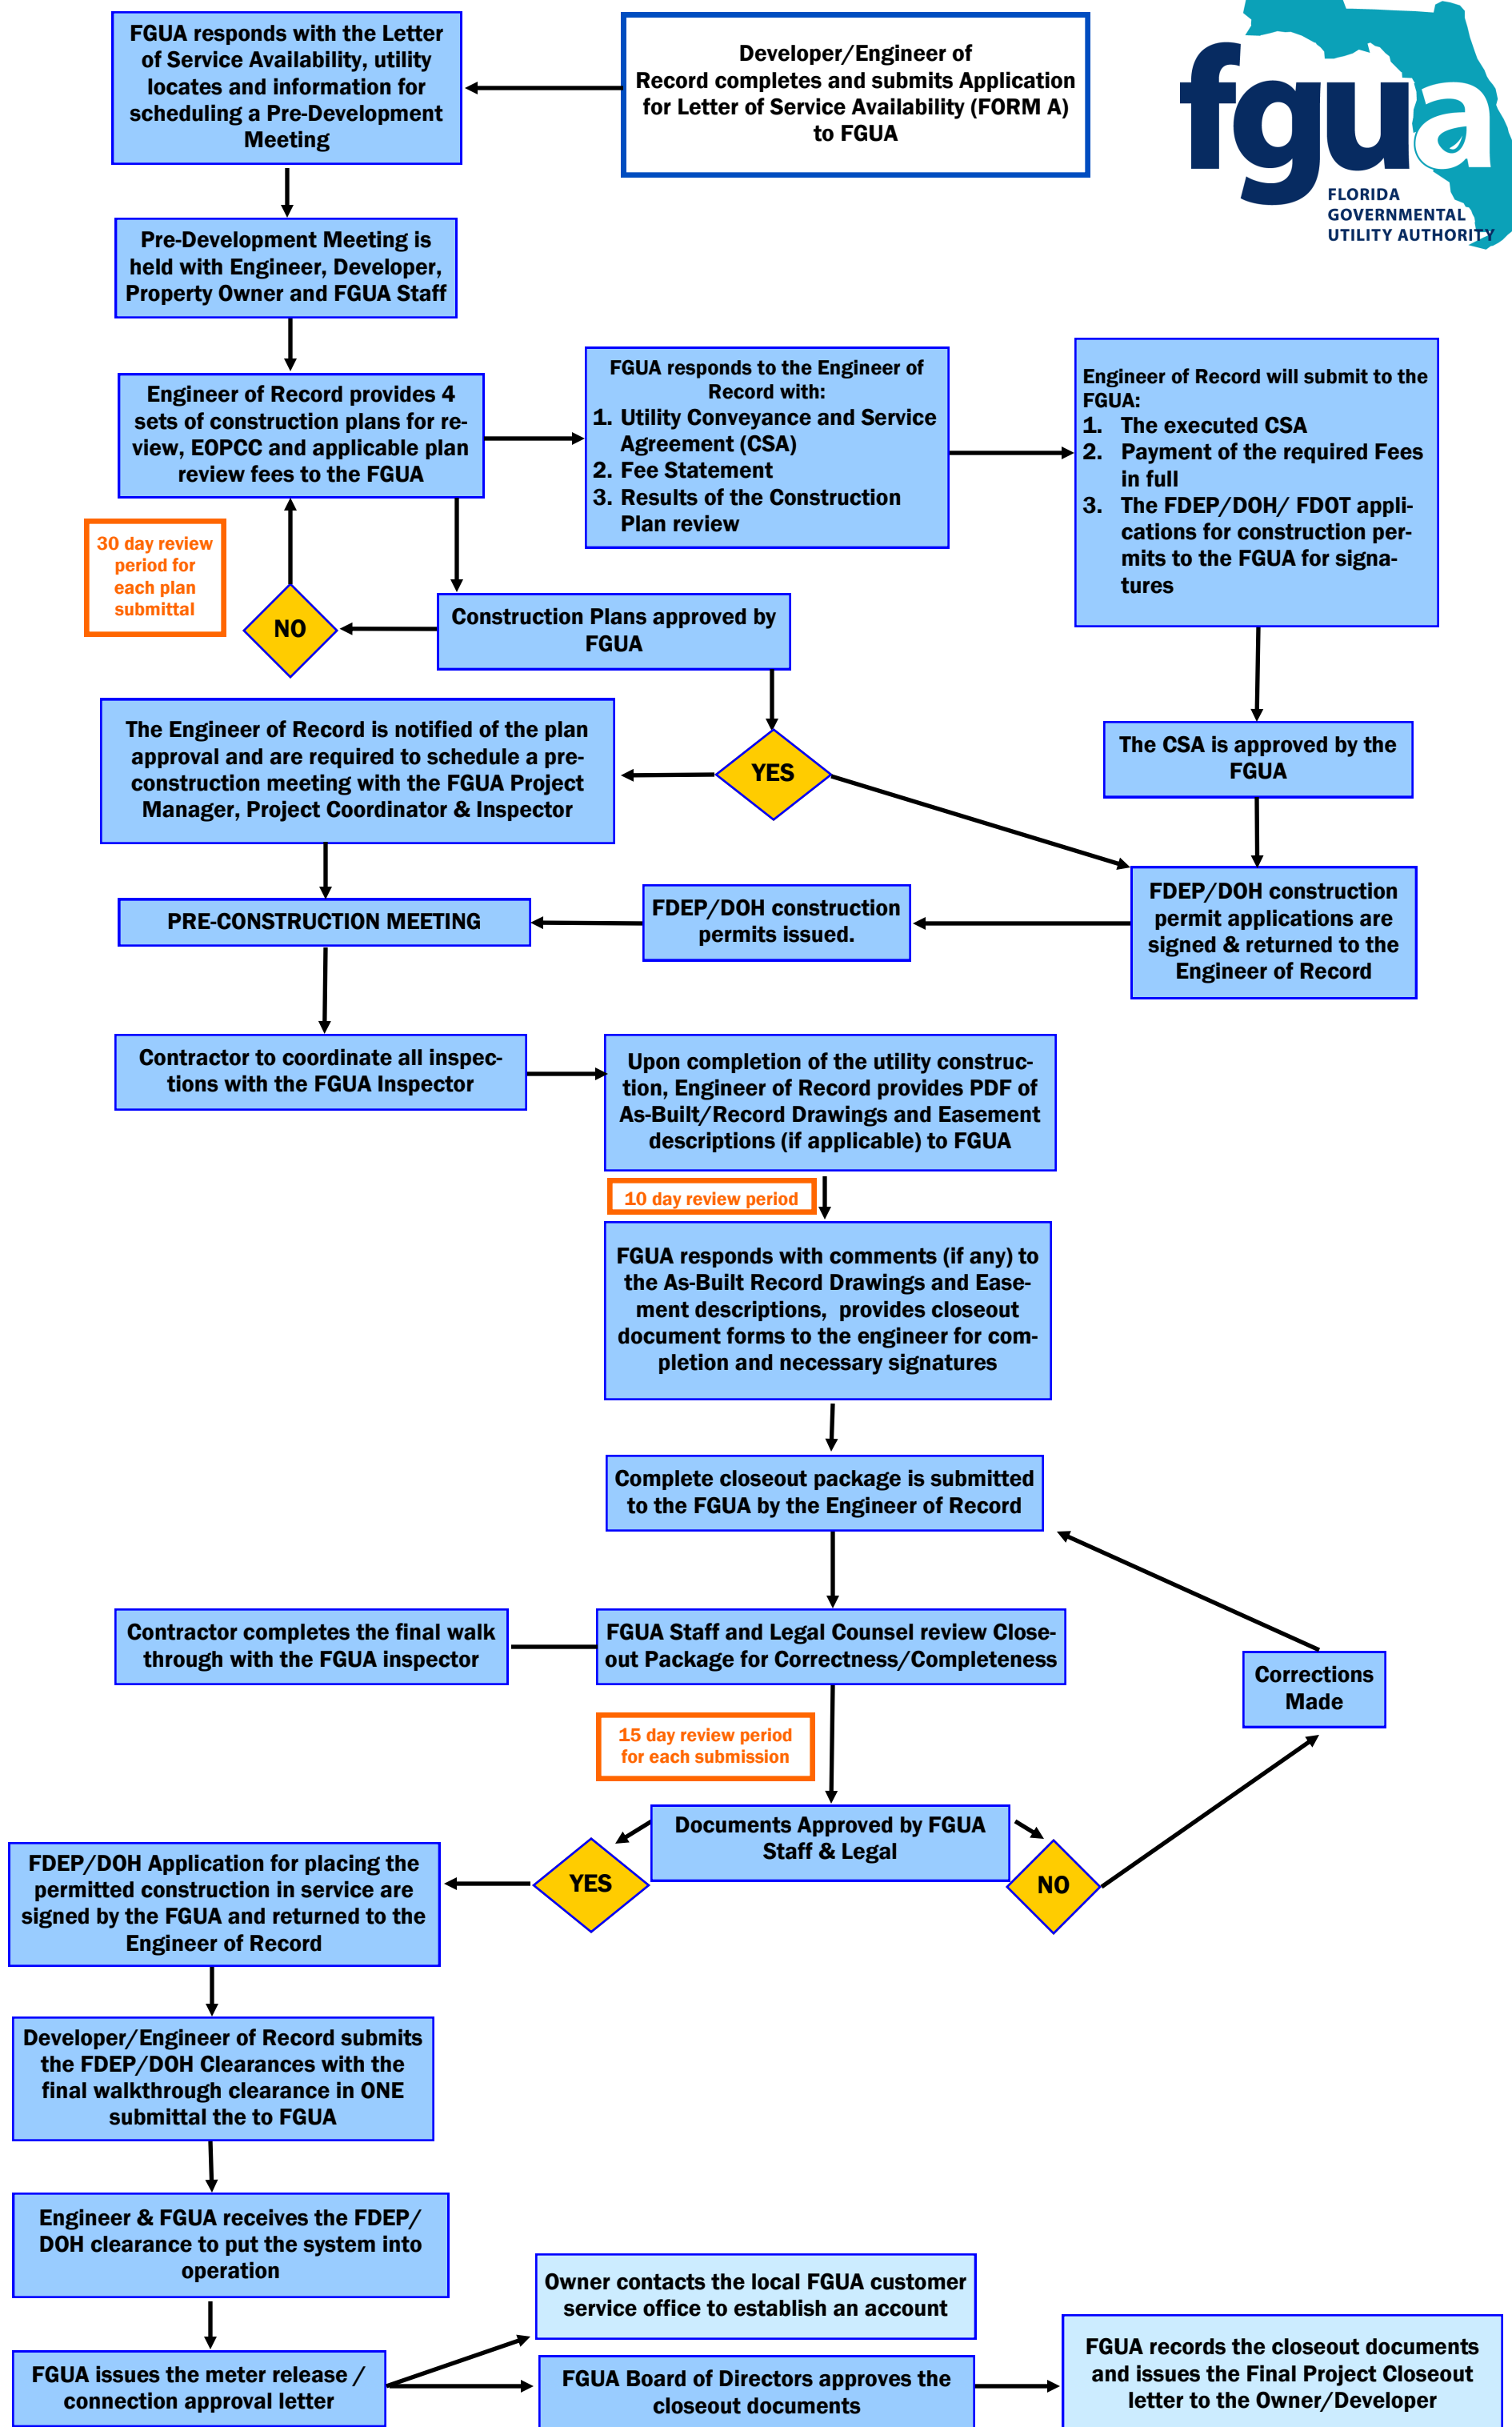 FGUA responds with the Letter
of Service Availability, utility
locates and information for
scheduling a Pre-Development
Meeting
Developer/Engineer of
Record completes and submits Application
for Letter of Service Availability (FORM A)
to FGUA
fgua
FLORIDA
GOVERNMENTAL
UTILITY AUTHORITY
Pre-Development Meeting is
held with Engineer, Developer,
Property Owner and FGUA Staff
Engineer of Record provides 4
sets of construction plans for re-
view, EOPCC and applicable plan
review fees to the FGUA
FGUA responds to the Engineer of
Record with:
1. Utility Conveyance and Service
Agreement (CSA)
2. Fee Statement
3. Results of the Construction
Plan review
Engineer of Record will submit to the
FGUA:
1. The executed CSA
2. Payment of the required Fees
in full
3. The FDEP/DOH/ FDOT appli-
cations for construction per-
mits to the FGUA for signa-
tures
30 day review
period for
each plan
submittal
NO
Construction Plans approved by
FGUA
The Engineer of Record is notified of the plan
approval and are required to schedule a pre-
construction meeting with the FGUA Project
Manager, Project Coordinator & Inspector
YES
The CSA is approved by the
FGUA
PRE-CONSTRUCTION MEETING
FDEP/DOH construction
permits issued.
FDEP/DOH construction
permit applications are
signed & returned to the
Engineer of Record
Contractor to coordinate all inspec-
tions with the FGUA Inspector
Upon completion of the utility construc-
tion, Engineer of Record provides PDF of
As-Built/Record Drawings and Easement
descriptions (if applicable) to FGUA
10 day review period
FGUA responds with comments (if any) to
the As-Built Record Drawings and Ease-
ment descriptions, provides closeout
document forms to the engineer for com-
pletion and necessary signatures
Complete closeout package is submitted
to the FGUA by the Engineer of Record
Contractor completes the final walk
through with the FGUA inspector
FGUA Staff and Legal Counsel review Close-
out Package for Correctness/Completeness
Corrections
Made
15 day review period
for each submission
Documents Approved by FGUA
Staff & Legal
YES
NO
FDEP/DOH Application for placing the
permitted construction in service are
signed by the FGUA and returned to the
Engineer of Record
Developer/Engineer of Record submits
the FDEP/DOH Clearances with the
final walkthrough clearance in ONE
submittal the to FGUA
Engineer & FGUA receives the FDEP/
DOH clearance to put the system into
operation
Owner contacts the local FGUA customer
service office to establish an account
FGUA issues the meter release /
connection approval letter
FGUA Board of Directors approves the
closeout documents
FGUA records the closeout documents
and issues the Final Project Closeout
letter to the Owner/Developer